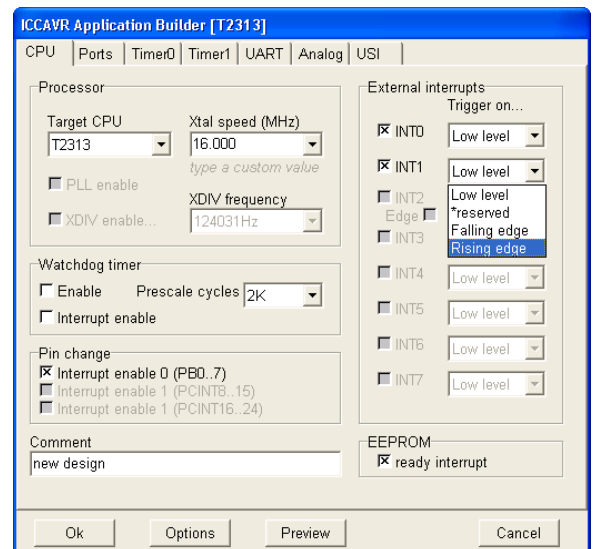 ICCAVR Application Builder [T2313]
CPU Ports Timer0 Timer1 UART Analog USI
Processor
Target CPU Xtal speed (MHz)
T2313 16.000
type a custom value
PLL enable
XDIV frequency
XDIV enable... 124031Hz
Watchdog timer
Enable Prescale cycles 2K
Interrupt enable
Pin change
Interrupt enable 0 (PB0..7)
Interrupt enable 1 (PCINT8..15)
Interrupt enable 1 (PCINT16..24)
Comment
new design
External interrupts
Trigger on...
INT0 Low level
INT1 Low level
INT2 Low level
Edge *reserved
Falling edge
INT3 Rising edge
INT4 Low level
INT5 Low level
INT6 Low level
INT7 Low level
EEPROM
ready interrupt
Ok Options Preview Cancel